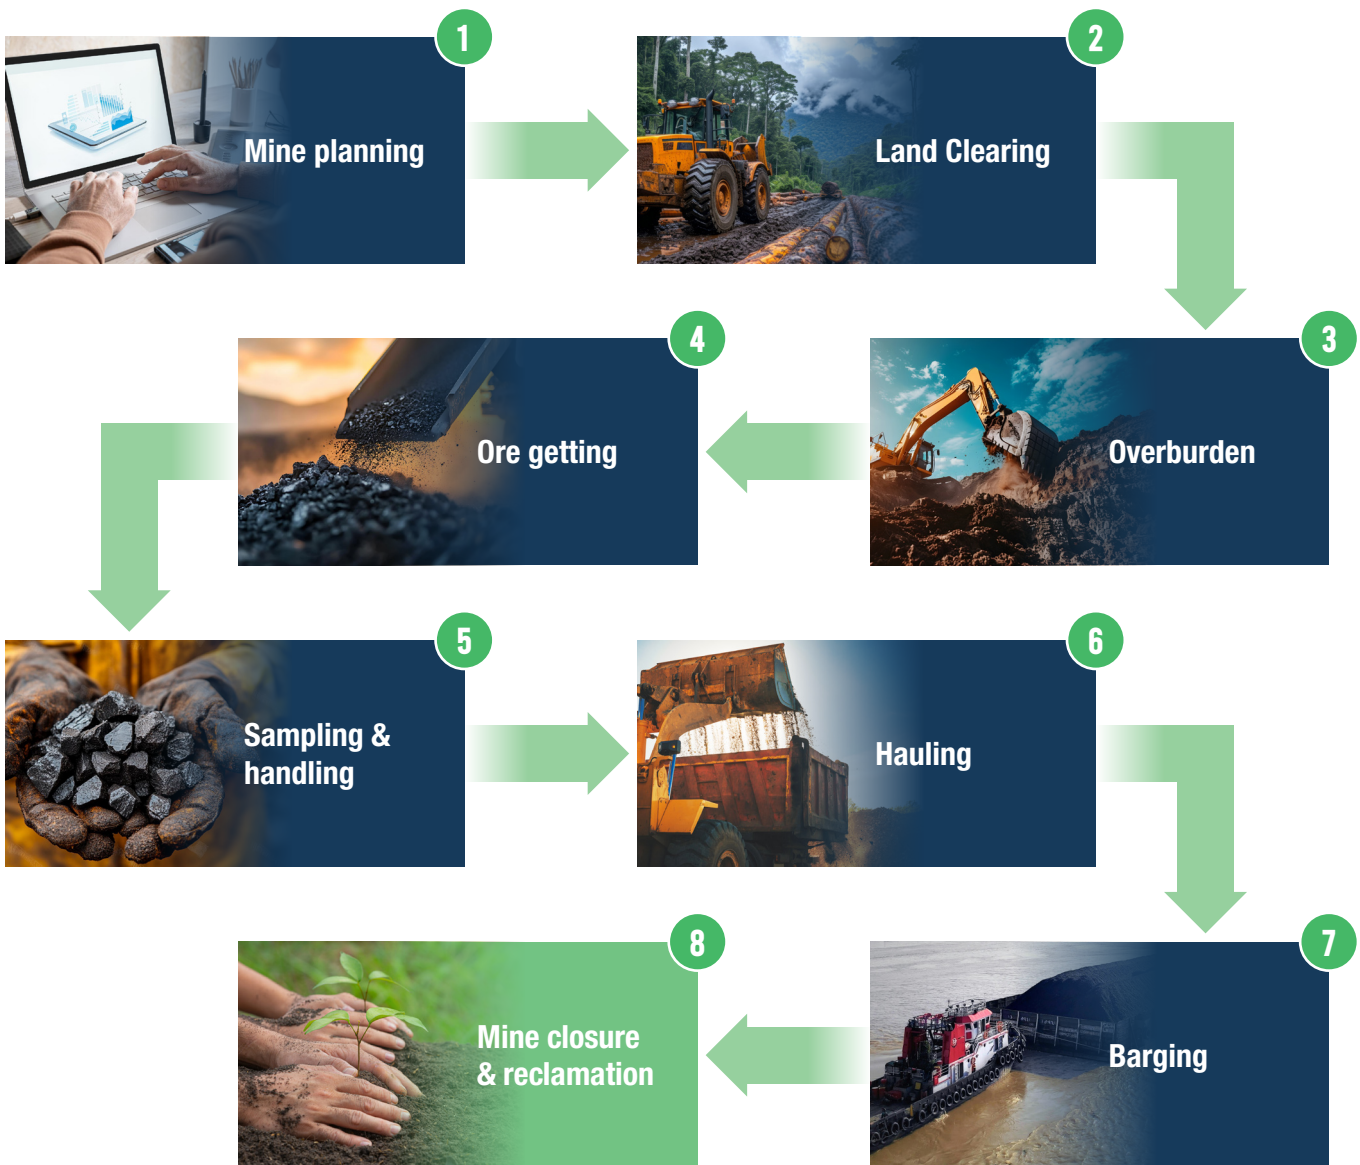 1
Mine planning
2
Land Clearing
3
Overburden
4
Ore getting
5
Sampling &
handling
6
Hauling
7
Barging
8
Mine closure
& reclamation